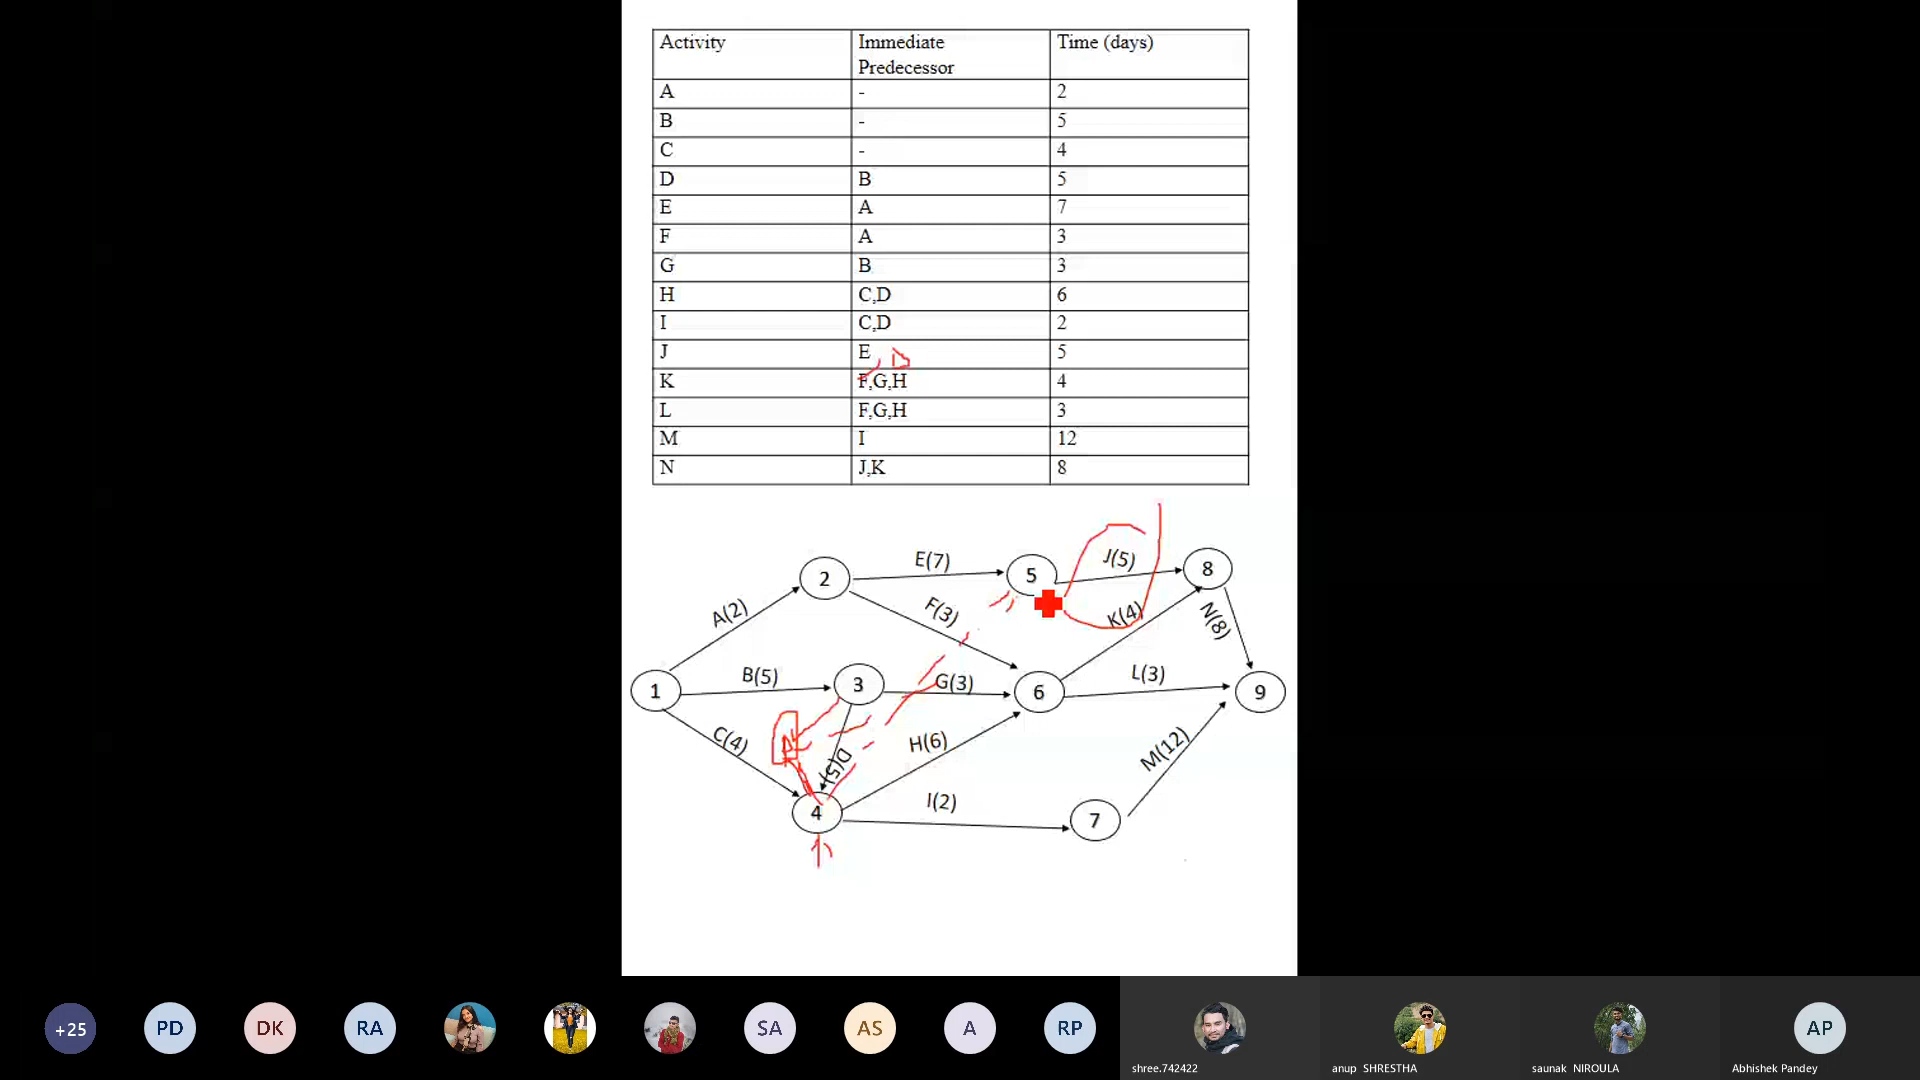 Activity Immediate Predecessor Time (days)
A - 2
B - 5
C - 4
D B 5
E A 7
F A 3
G B 3
H C,D 6
I C,D 2
J E , D 5
K F,G,H 4
L F,G,H 3
M I 12
N J,K 8
E(7) J(5)
2 5 8
A(2) F(3) K(4) N(8)
B(5) G(3) L(3)
1 3 6 9
C(4) D(5) H(6) M(12)
I(2)
4 7
+25 PD DK RA SA AS A RP AP
shree.742422 anup SHRESTHA saunak NIROULA Abhishek Pandey